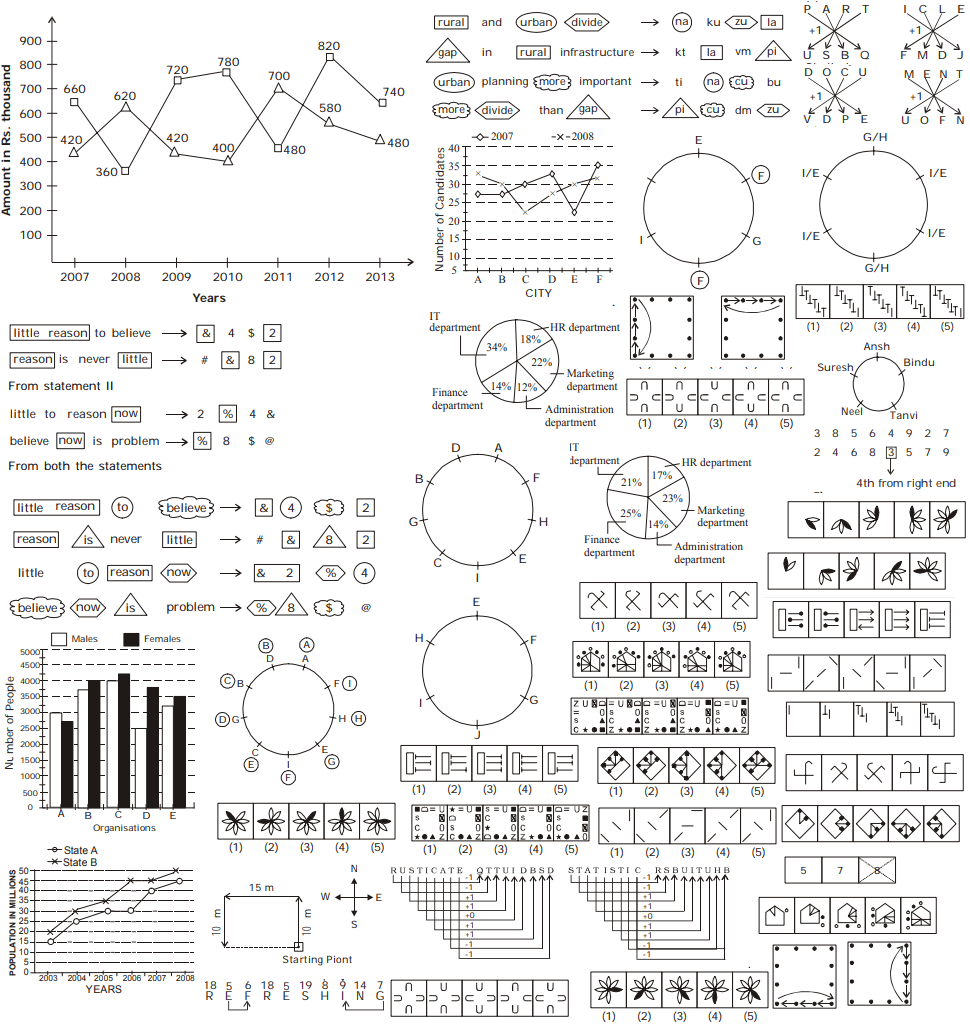 Amount in Rs. thousand
900
800
700
600
500
400
300
200
100
660 620 720 780 700 820 740
420 360 420 400 480 580 480
2007 2008 2009 2010 2011 2012 2013
Years
rural and urban divide → na ku zu la
gap in rural infrastructure → kt la vm pi
urban planning more important → ti na cu bu
more divide than gap → pi cu dm zu
P A R T
+1
U S B Q
D O C U
+1
V D P E
I C L E
+1
F M D J
M E N T
+1
U O F N
2007 2008
Number of Candidates
40
35
30
25
20
15
10
5
A B C D E F
CITY
E
F
G
F
I
G/H
I/E I/E
I/E I/E
G/H
(1) (2) (3) (4) (5)
little reason to believe → & 4 $ 2
reason is never little → # & 8 2
From statement II
little to reason now → 2 % 4 &
believe now is problem → % 8 $ @
From both the statements
IT department
HR department
Marketing department
Administration department
Finance department
34% 18% 22% 12% 14%
(1) (2) (3) (4) (5)
Ansh
Suresh Bindu
Neel Tanvi
3 8 5 6 4 9 2 7
2 4 6 8 3 5 7 9
4th from right end
little reason to believe → & 4 $ 2
reason is never little → # & 8 2
little to reason now → & 2 % 4
believe now is problem → % 8 $ @
D A
B F
G H
C E
I
IT department
HR department
Marketing department
Administration department
Finance department
21% 17% 23% 14% 25%
(1) (2) (3) (4) (5)
(1) (2) (3) (4) (5)
Males Females
Number of People
5000
4500
4000
3500
3000
2500
2000
1500
1000
500
0
A B C D E
Organisations
B A
D A
C B F I
D G H H
C E
E I G
F
E
H F
I G
J
(1) (2) (3) (4) (5)
(1) (2) (3) (4) (5)
(1) (2) (3) (4) (5)
(1) (2) (3) (4) (5)
(1) (2) (3) (4) (5)
(1) (2) (3) (4) (5)
5 7 8
State A
State B
POPULATION IN MILLIONS
50
45
40
35
30
25
20
15
10
5
0
2003 2004 2005 2006 2007 2008
YEARS
15 m
10 m 10 m
Starting Piont
N
W E
S
18 5 6 18 5 19 8 9 14 7
R E F R E S H I N G
R U S T I C A T E Q T T U I D B S D
-1
-1
+1
+1
+0
+1
+1
-1
-1
S T A T I S T I C R S B U I T U H B
-1
-1
+1
+1
+0
+1
+1
-1
-1
(1) (2) (3) (4) (5)